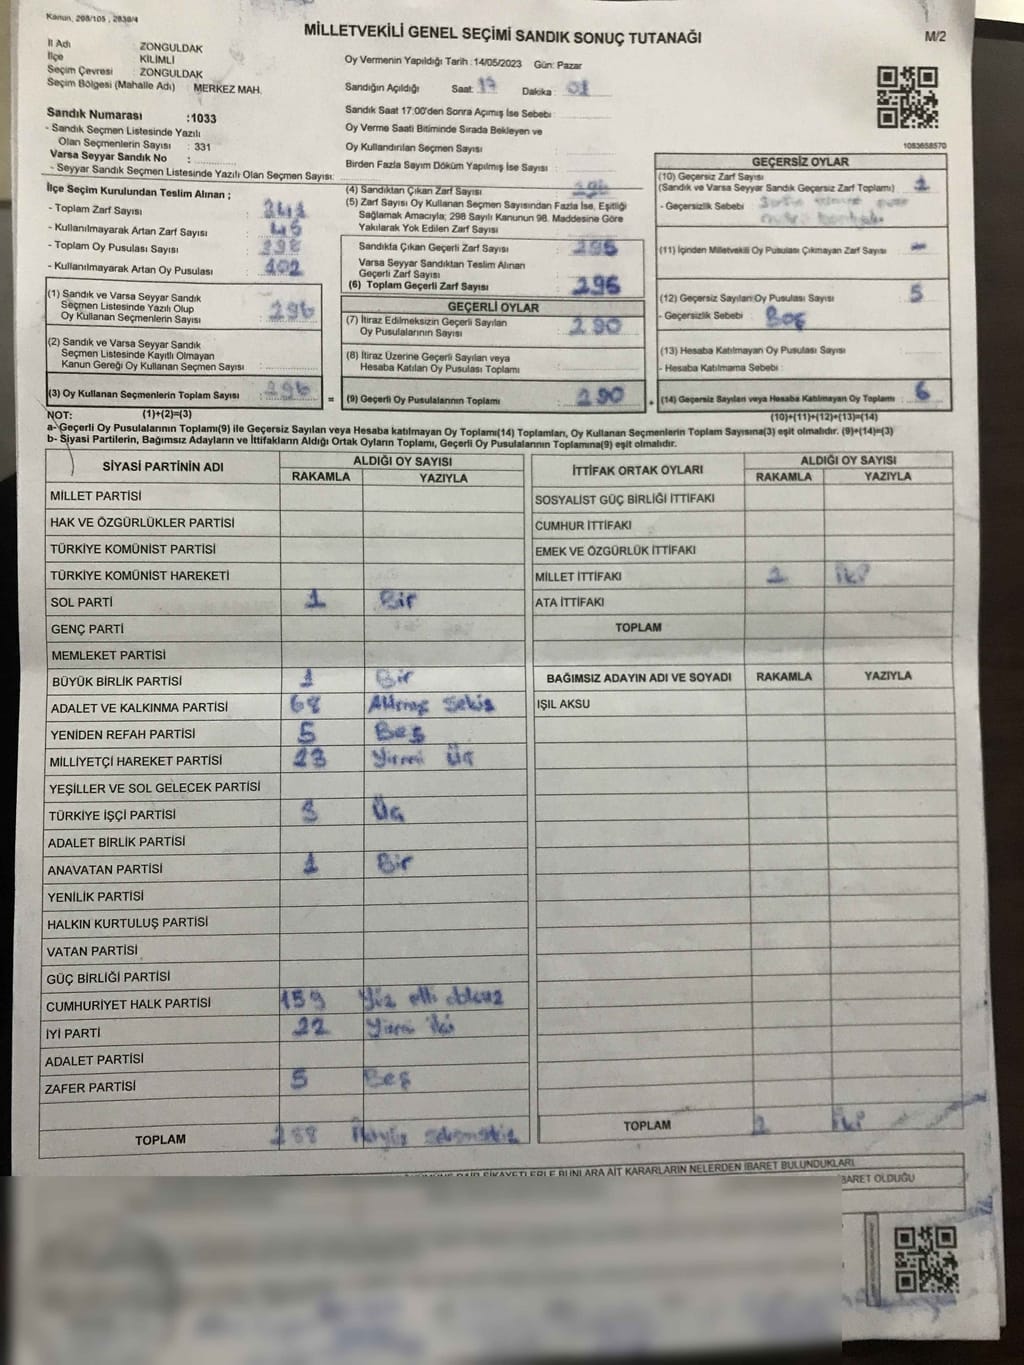 Kanun, 298/105 , 2839/4
MİLLETVEKİLİ GENEL SEÇİMİ SANDIK SONUÇ TUTANAĞI
M/2
İl Adı ZONGULDAK
İlçe KİLİMLİ
Seçim Çevresi : ZONGULDAK
Seçim Bölgesi (Mahalle Adı) MERKEZ MAH.
Oy Vermenin Yapıldığı Tarih :14/05/2023 Gün: Pazar
Sandığın Açıldığı Saat: 17 Dakika : 01
Sandık Numarası :1033
- Sandık Seçmen Listesinde Yazılı
Olan Seçmenlerin Sayısı : 331
Varsa Seyyar Sandık No :
- Seyyar Sandık Seçmen Listesinde Yazılı Olan Seçmen Sayısı:
Sandık Saat 17:00'den Sonra Açımış İse Sebebi :
Oy Verme Saati Bitiminde Sırada Bekleyen ve
Oy Kullandırılan Seçmen Sayısı :
Birden Fazla Sayım Döküm Yapılmış İse Sayısı :
1083658570
İlçe Seçim Kurulundan Teslim Alınan ;
- Toplam Zarf Sayısı : 341
- Kullanılmayarak Artan Zarf Sayısı : 45
- Toplam Oy Pusulası Sayısı : 398
- Kullanılmayarak Artan Oy Pusulası : 102
(1) Sandık ve Varsa Seyyar Sandık
Seçmen Listesinde Yazılı Olup
Oy Kullanan Seçmenlerin Sayısı : 296
(2) Sandık ve Varsa Seyyar Sandık
Seçmen Listesinde Kayıtlı Olmayan
Kanun Gereği Oy Kullanan Seçmen Sayısı :
(3) Oy Kullanan Seçmenlerin Toplam Sayısı : 296
(4) Sandıktan Çıkan Zarf Sayısı : 296
(5) Zarf Sayısı Oy Kullanan Seçmen Sayısından Fazla İse, Eşitliği
Sağlamak Amacıyla; 298 Sayılı Kanunun 98. Maddesine Göre
Yakılarak Yok Edilen Zarf Sayısı :
Sandıkta Çıkan Geçerli Zarf Sayısı : 295
Varsa Seyyar Sandıktan Teslim Alınan
Geçerli Zarf Sayısı :
(6) Toplam Geçerli Zarf Sayısı : 295
GEÇERLİ OYLAR
(7) İtiraz Edilmeksizin Geçerli Sayılan
Oy Pusulalarının Sayısı : 290
(8) İtiraz Üzerine Geçerli Sayılan veya
Hesaba Katılan Oy Pusulası Toplamı :
= (9) Geçerli Oy Pusulalarının Toplamı : 290 +
GEÇERSİZ OYLAR
(10) Geçersiz Zarf Sayısı
(Sandık ve Varsa Seyyar Sandık Geçersiz Zarf Toplamı) : 1
- Geçersizlik Sebebi :
(11) İçinden Milletvekili Oy Pusulası Çıkmayan Zarf Sayısı : -
(12) Geçersiz Sayılan Oy Pusulası Sayısı : 5
- Geçersizlik Sebebi : Boş
(13) Hesaba Katılmayan Oy Pusulası Sayısı :
- Hesaba Katılmama Sebebi :
(14) Geçersiz Sayılan veya Hesaba Katılmayan Oy Toplamı : 6
NOT: (1)+(2)=(3) (10)+(11)+(12)+(13)=(14)
a- Geçerli Oy Pusulalarının Toplamı(9) ile Geçersiz Sayılan veya Hesaba katılmayan Oy Toplamı(14) Toplamları, Oy Kullanan Seçmenlerin Toplam Sayısına(3) eşit olmalıdır. (9)+(14)=(3)
b- Siyasi Partilerin, Bağımsız Adayların ve İttifakların Aldığı Ortak Oyların Toplamı, Geçerli Oy Pusulalarının Toplamına(9) eşit olmalıdır.
SİYASİ PARTİNİN ADI ALDIĞI OY SAYISI
RAKAMLA YAZIYLA
MİLLET PARTİSİ
HAK VE ÖZGÜRLÜKLER PARTİSİ
TÜRKİYE KOMÜNİST PARTİSİ
TÜRKİYE KOMÜNİST HAREKETİ
SOL PARTİ 1 Bir
GENÇ PARTİ
MEMLEKET PARTİSİ
BÜYÜK BİRLİK PARTİSİ 1 Bir
ADALET VE KALKINMA PARTİSİ 68 Altmış Sekiz
YENİDEN REFAH PARTİSİ 5 Beş
MİLLİYETÇİ HAREKET PARTİSİ 23 Yirmi Üç
YEŞİLLER VE SOL GELECEK PARTİSİ
TÜRKİYE İŞÇİ PARTİSİ 3 Üç
ADALET BİRLİK PARTİSİ
ANAVATAN PARTİSİ 1 Bir
YENİLİK PARTİSİ
HALKIN KURTULUŞ PARTİSİ
VATAN PARTİSİ
GÜÇ BİRLİĞİ PARTİSİ
CUMHURİYET HALK PARTİSİ 159 Yüz elli dokuz
İYİ PARTİ 22 Yirmi iki
ADALET PARTİSİ
ZAFER PARTİSİ 5 Beş
TOPLAM 288 İkiyüz seksensekiz
İTTİFAK ORTAK OYLARI ALDIĞI OY SAYISI
RAKAMLA YAZIYLA
SOSYALİST GÜÇ BİRLİĞİ İTTİFAKI
CUMHUR İTTİFAKI
EMEK VE ÖZGÜRLÜK İTTİFAKI
MİLLET İTTİFAKI 2 İki
ATA İTTİFAKI
TOPLAM
BAĞIMSIZ ADAYIN ADI VE SOYADI RAKAMLA YAZIYLA
IŞIL AKSU
TOPLAM 2 İki
ŞİKAYETLERLE BUNLARA AİT KARARLARIN NELERDEN İBARET BULUNDUKLARI
BARET OLDUĞU